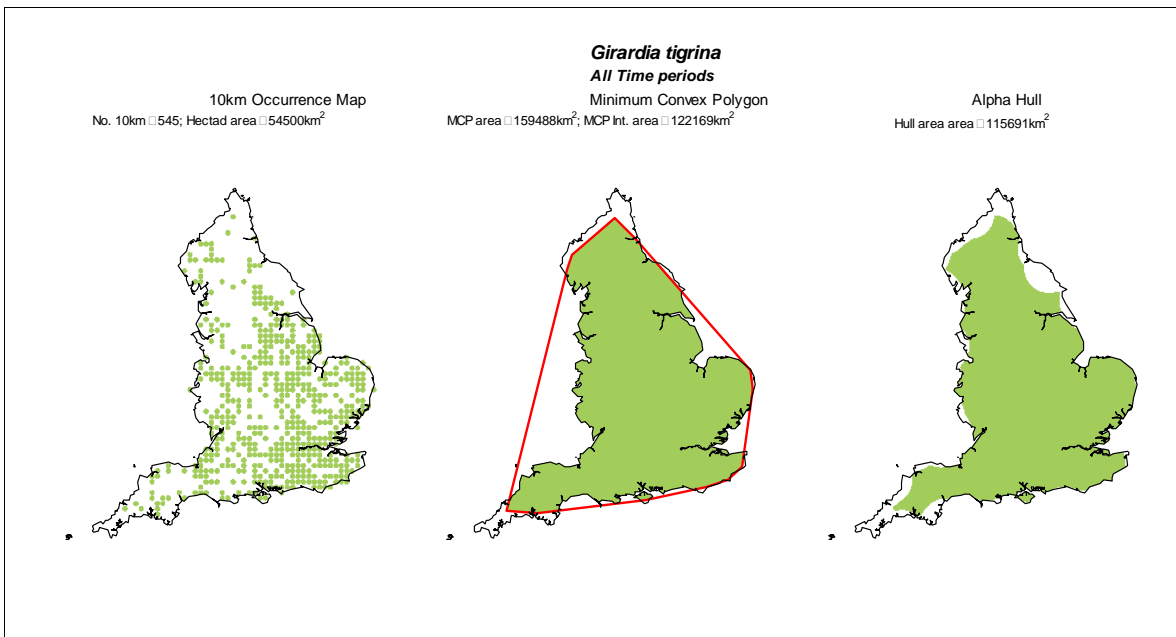 Girardia tigrina
All Time periods
10km Occurrence Map
No. 10km □ 545; Hectad area □ 54500km²
Minimum Convex Polygon
MCP area □ 159488km²; MCP Int. area □ 122169km²
Alpha Hull
Hull area area □ 115691km²